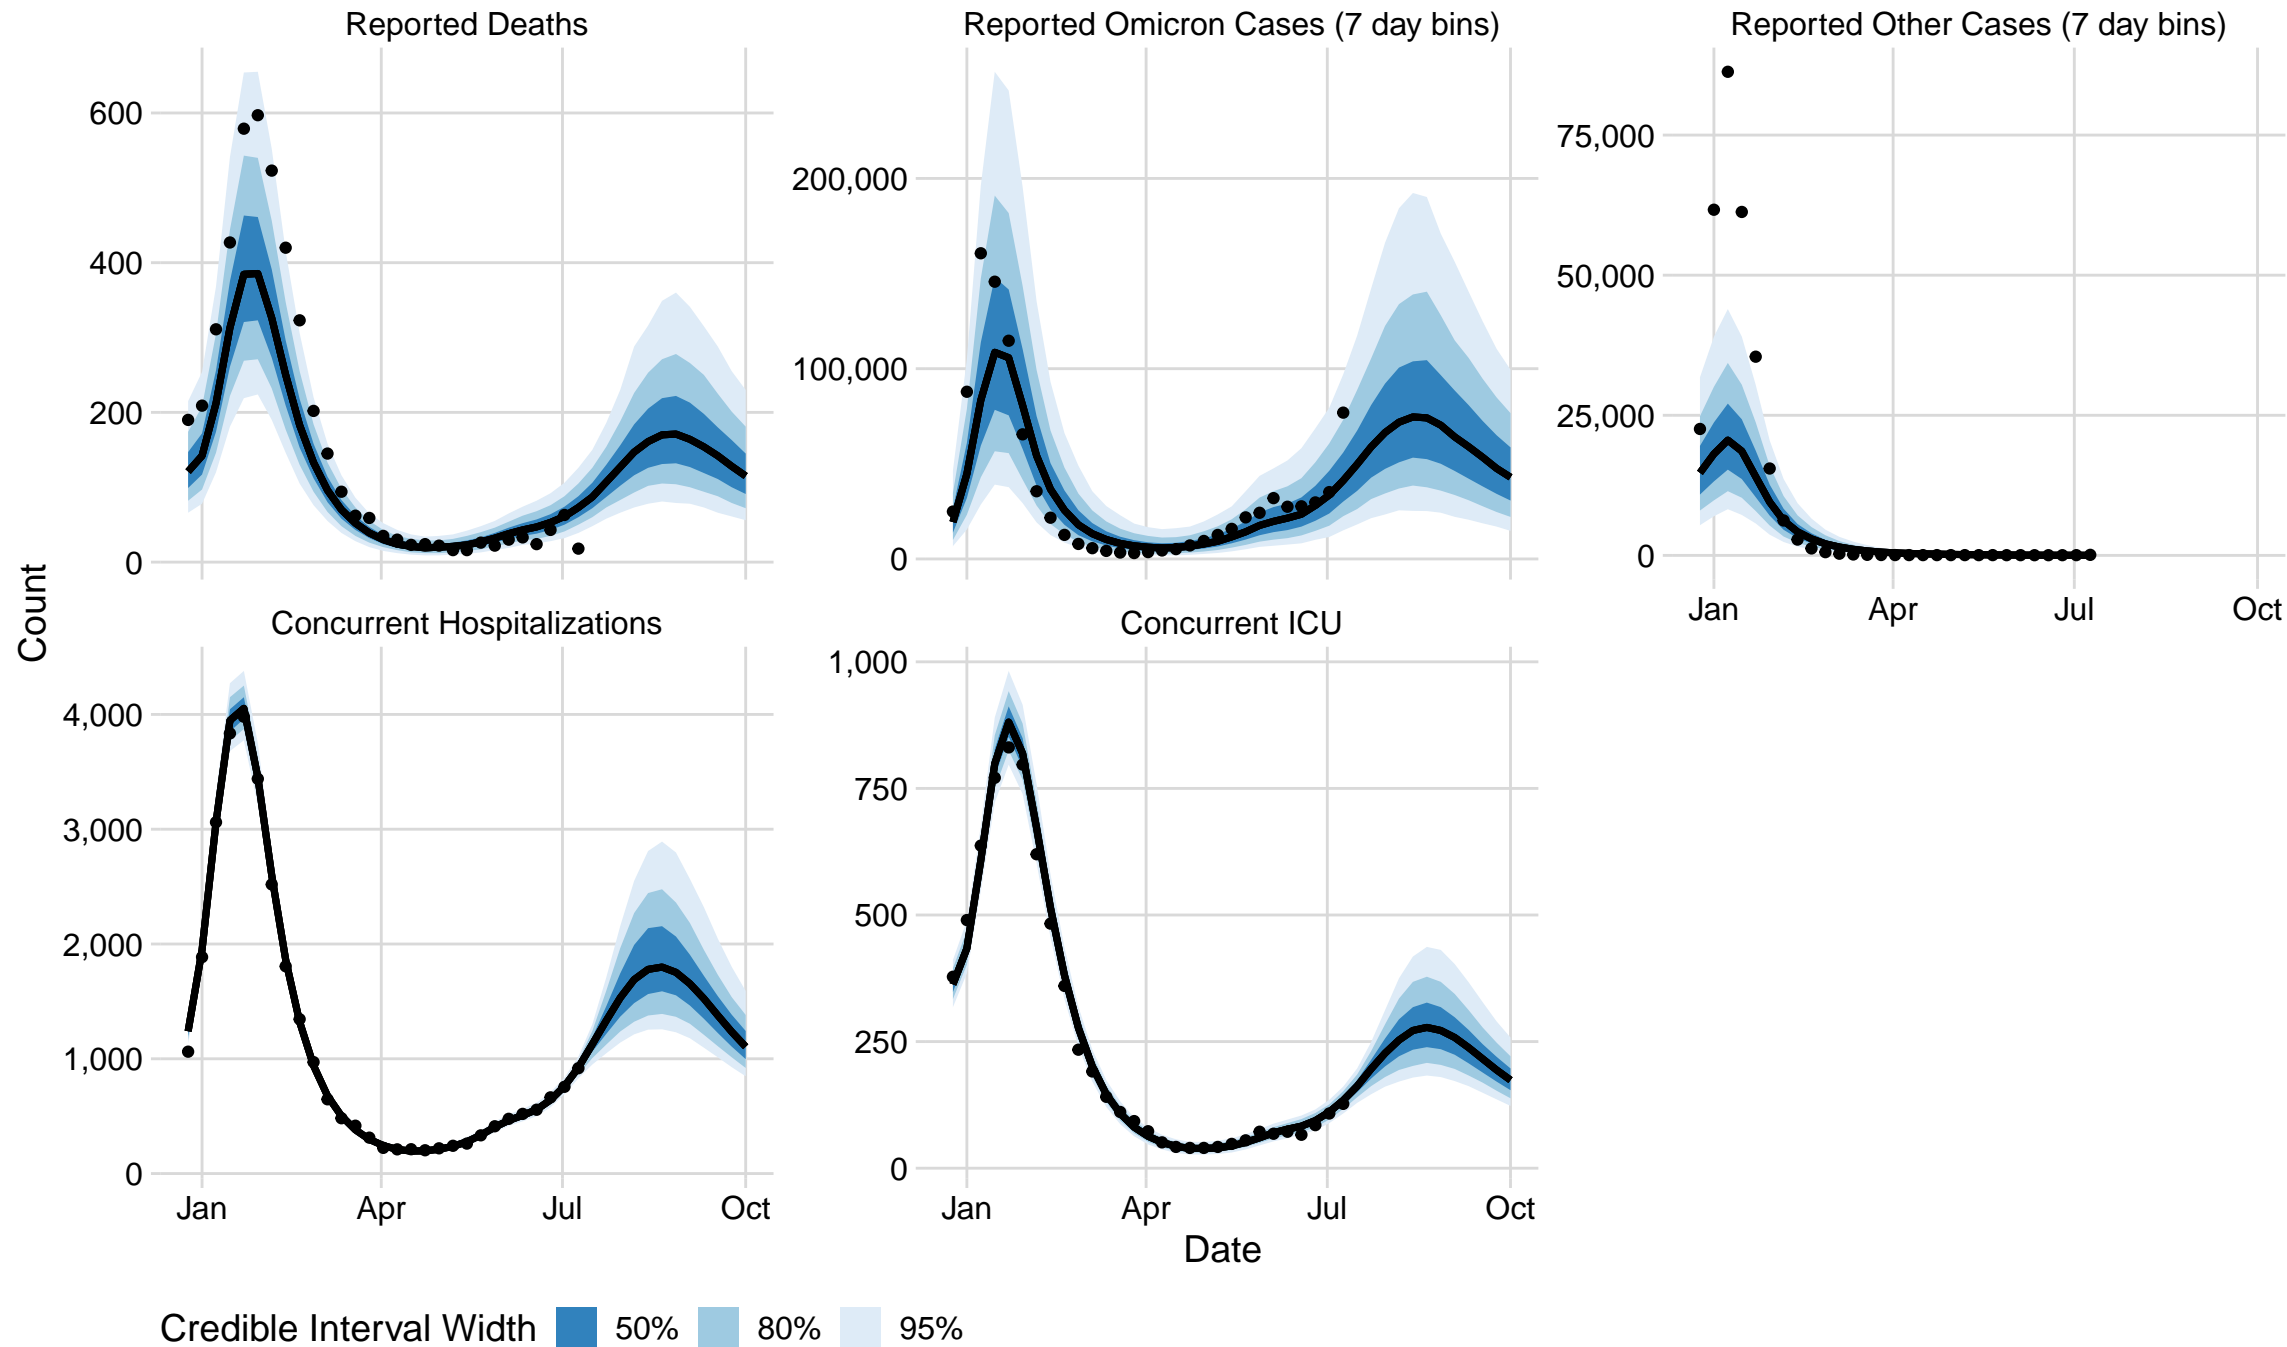 Reported Deaths
Reported Omicron Cases (7 day bins)
Reported Other Cases (7 day bins)
600
400
200
0
200,000
100,000
0
75,000
50,000
25,000
0
Jan Apr Jul Oct
Count
Concurrent Hospitalizations
Concurrent ICU
4,000
3,000
2,000
1,000
0
Jan Apr Jul Oct
1,000
750
500
250
0
Jan Apr Jul Oct
Date
Credible Interval Width 50% 80% 95%